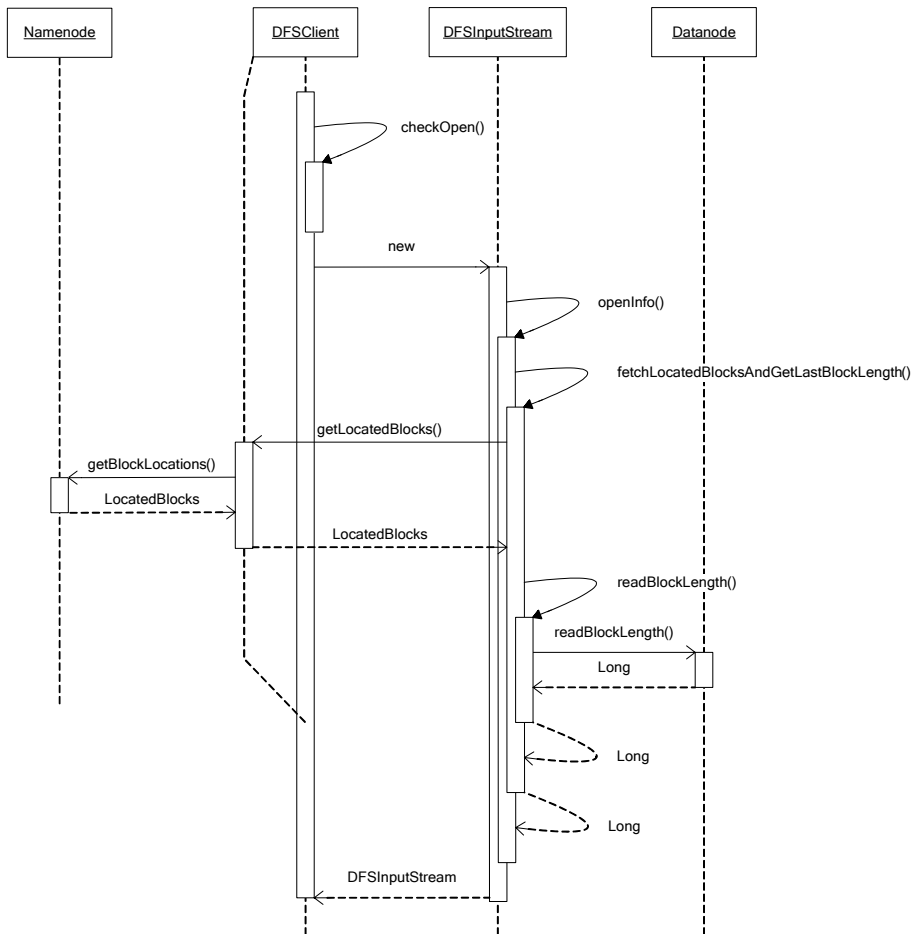 Namenode
DFSClient
DFSInputStream
Datanode
checkOpen()
new
openInfo()
fetchLocatedBlocksAndGetLastBlockLength()
getLocatedBlocks()
getBlockLocations()
LocatedBlocks
LocatedBlocks
readBlockLength()
readBlockLength()
Long
Long
Long
DFSInputStream